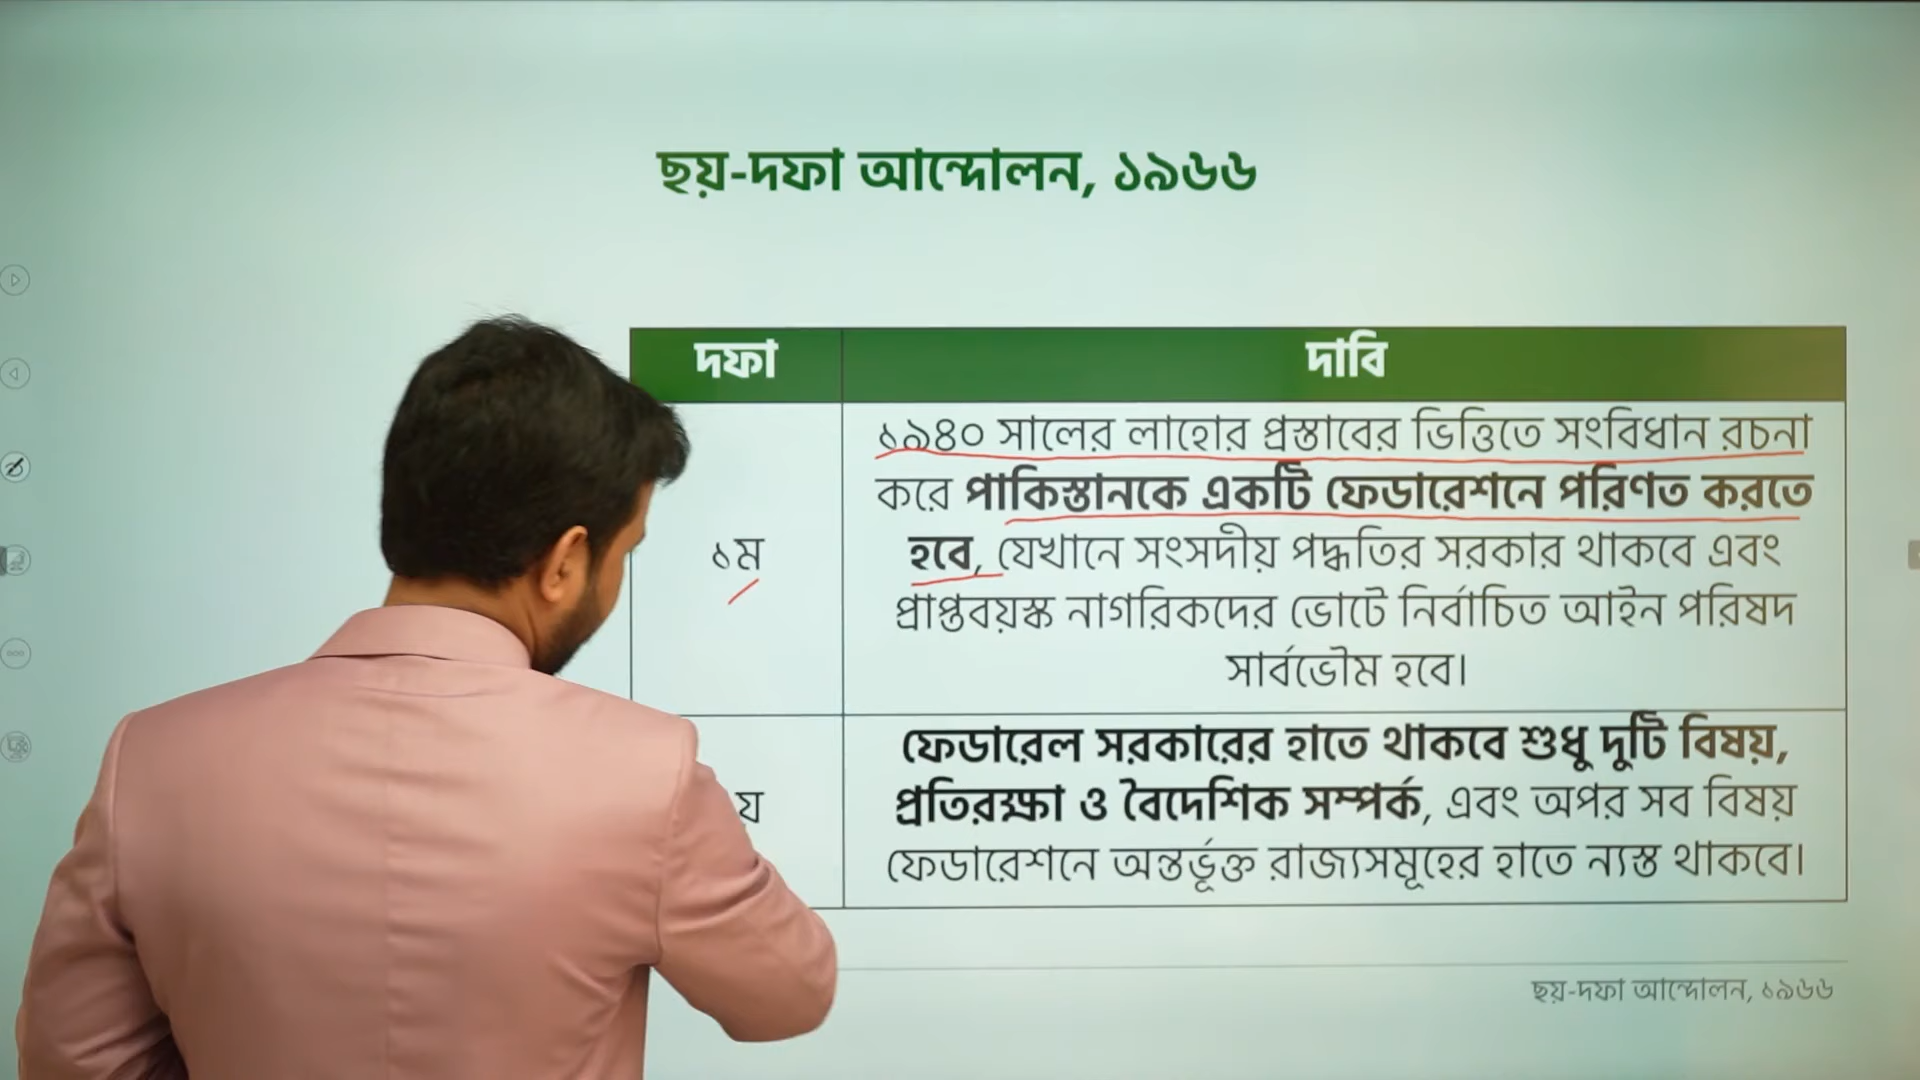 ছয়-দফা আন্দোলন, ১৯৬৬
দফা
দাবি
১ম
১৯৪০ সালের লাহোর প্রস্তাবের ভিত্তিতে সংবিধান রচনা
করে পাকিস্তানকে একটি ফেডারেশনে পরিণত করতে
হবে, যেখানে সংসদীয় পদ্ধতির সরকার থাকবে এবং
প্রাপ্তবয়স্ক নাগরিকদের ভোটে নির্বাচিত আইন পরিষদ
সার্বভৌম হবে।
য়
ফেডারেল সরকারের হাতে থাকবে শুধু দুটি বিষয়,
প্রতিরক্ষা ও বৈদেশিক সম্পর্ক, এবং অপর সব বিষয়
ফেডারেশনে অন্তর্ভূক্ত রাজ্যসমূহের হাতে ন্যস্ত থাকবে।
ছয়-দফা আন্দোলন, ১৯৬৬